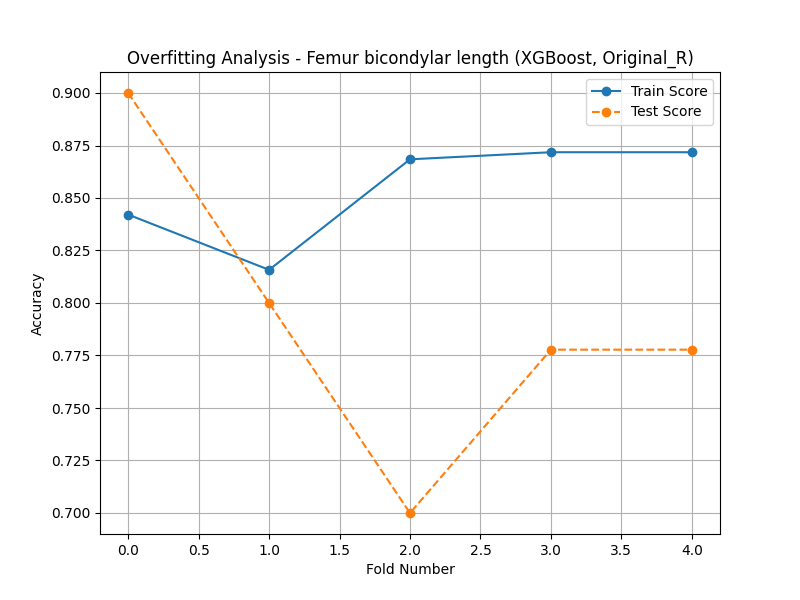 Overfitting Analysis - Femur bicondylar length (XGBoost, Original_R)
Train Score
Test Score
0.900
0.875
0.850
0.825
0.800
0.775
0.750
0.725
0.700
Accuracy
0.0 0.5 1.0 1.5 2.0 2.5 3.0 3.5 4.0
Fold Number